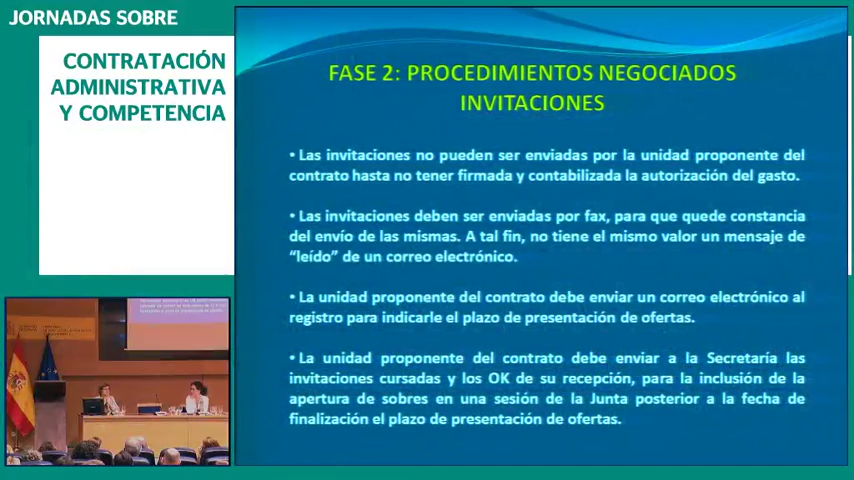 JORNADAS SOBRE
CONTRATACIÓN
ADMINISTRATIVA
Y COMPETENCIA
FASE 2: PROCEDIMIENTOS NEGOCIADOS
INVITACIONES
• Las invitaciones no pueden ser enviadas por la unidad proponente del
contrato hasta no tener firmada y contabilizada la autorización del gasto.
• Las invitaciones deben ser enviadas por fax, para que quede constancia
del envío de las mismas. A tal fin, no tiene el mismo valor un mensaje de
“leído” de un correo electrónico.
• La unidad proponente del contrato debe enviar un correo electrónico al
registro para indicarle el plazo de presentación de ofertas.
• La unidad proponente del contrato debe enviar a la Secretaría las
invitaciones cursadas y los OK de su recepción, para la inclusión de la
apertura de sobres en una sesión de la Junta posterior a la fecha de
finalización el plazo de presentación de ofertas.